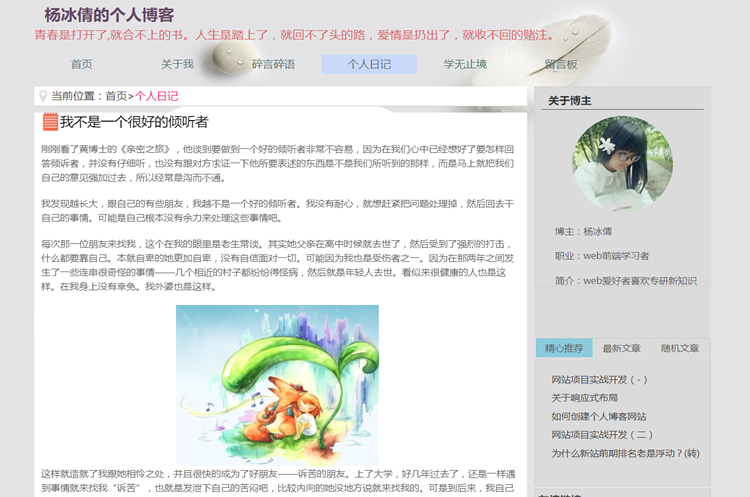 杨冰倩的个人博客
青春是打开了,就合不上的书。人生是踏上了，就回不了头的路，爱情是扔出了，就收不回的赌注。
首页 关于我 碎言碎语 个人日记 学无止境 留言板
当前位置：首页>个人日记
我不是一个很好的倾听者
刚刚看了黄博士的《亲密之旅》，他谈到要做到一个好的倾听者非常不容易，因为在我们心中已经想好了要怎样回
答倾诉者，并没有仔细听，也没有跟对方求证一下他所要表述的东西是不是我们所听到的那样，而是马上就把我们
自己的意见强加过去，所以经常是沟而不通。
我发现越长大，跟自己的有些朋友，我越不是一个好的倾听者。我没有耐心，就想赶紧把问题处理掉，然后回去干
自己的事情。可能是自己根本没有余力来处理这些事情吧。
每次那一位朋友来找我，这个在我的眼里是老生常谈。其实她父亲在高中时候就去世了，然后受到了强烈的打击，
什么都要靠自己。本就自卑的她更加自卑，没有自信面对一切。可能因为我也是受伤者之一。因为在那两年之间发
生了一些连串很奇怪的事情——几个相近的村子都纷纷得怪病，然后就是年轻人去世。看似来很健康的人也是这
样。在我身上没有幸免。我外婆也是这样。
这样就造就了我跟她相怜之处，并且很快的成为了好朋友——诉苦的朋友。上了大学，好几年过去了，还是一样遇
到事情就来找我“诉苦”，也就是发泄下自己的苦闷吧，比较内向的她没地方说就来找我的。可是到后来，我自己
关于博主
博主：杨冰倩
职业：web前端学习者
简介：web爱好者喜欢专研新知识
精心推荐 最新文章 随机文章
网站项目实战开发（-）
关于响应式布局
如何创建个人博客网站
网站项目实战开发（二）
为什么新站前期排名老是浮动？(转)